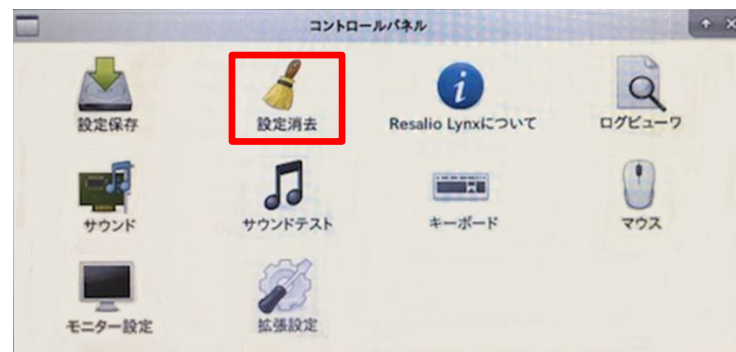 コントロールパネル
設定保存
設定消去
Resalio Lynxについて
ログビューワ
サウンド
サウンドテスト
キーボード
マウス
モニター設定
拡張設定